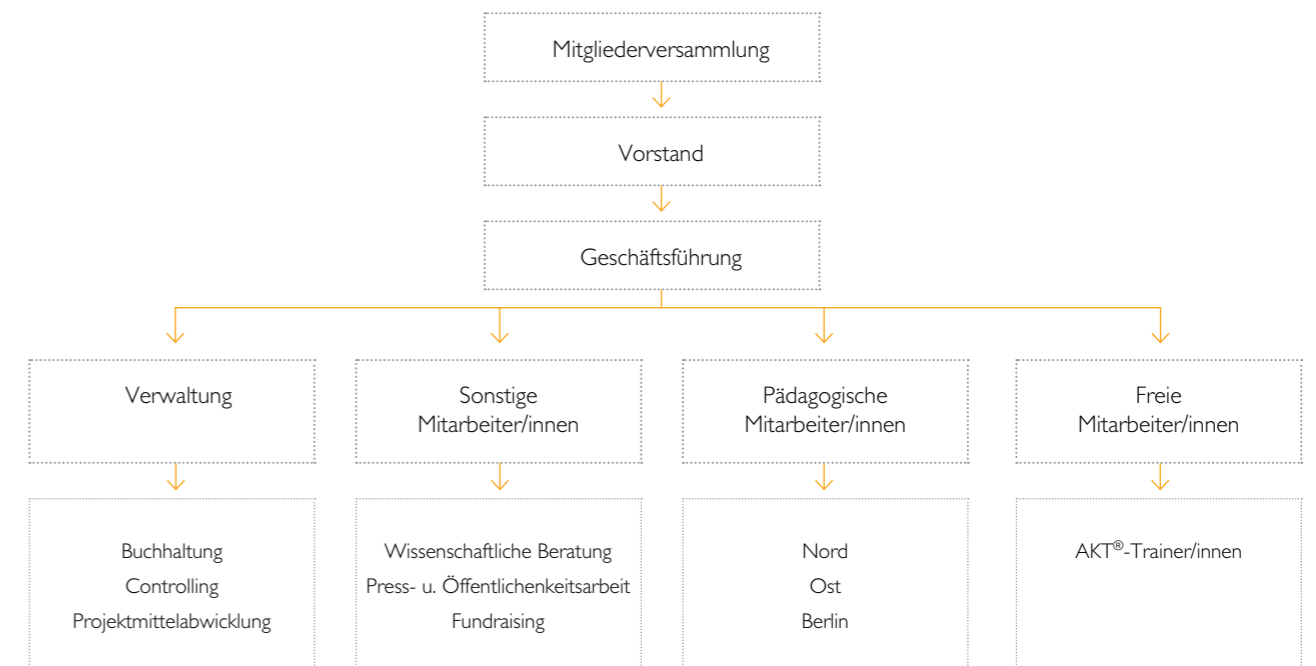 Mitgliederversammlung
Vorstand
Geschäftsführung
Verwaltung
Sonstige
Mitarbeiter/innen
Pädagogische
Mitarbeiter/innen
Freie
Mitarbeiter/innen
Buchhaltung
Controlling
Projektmittelabwicklung
Wissenschaftliche Beratung
Press- u. Öffentlichenkeitsarbeit
Fundraising
Nord
Ost
Berlin
AKT®-Trainer/innen